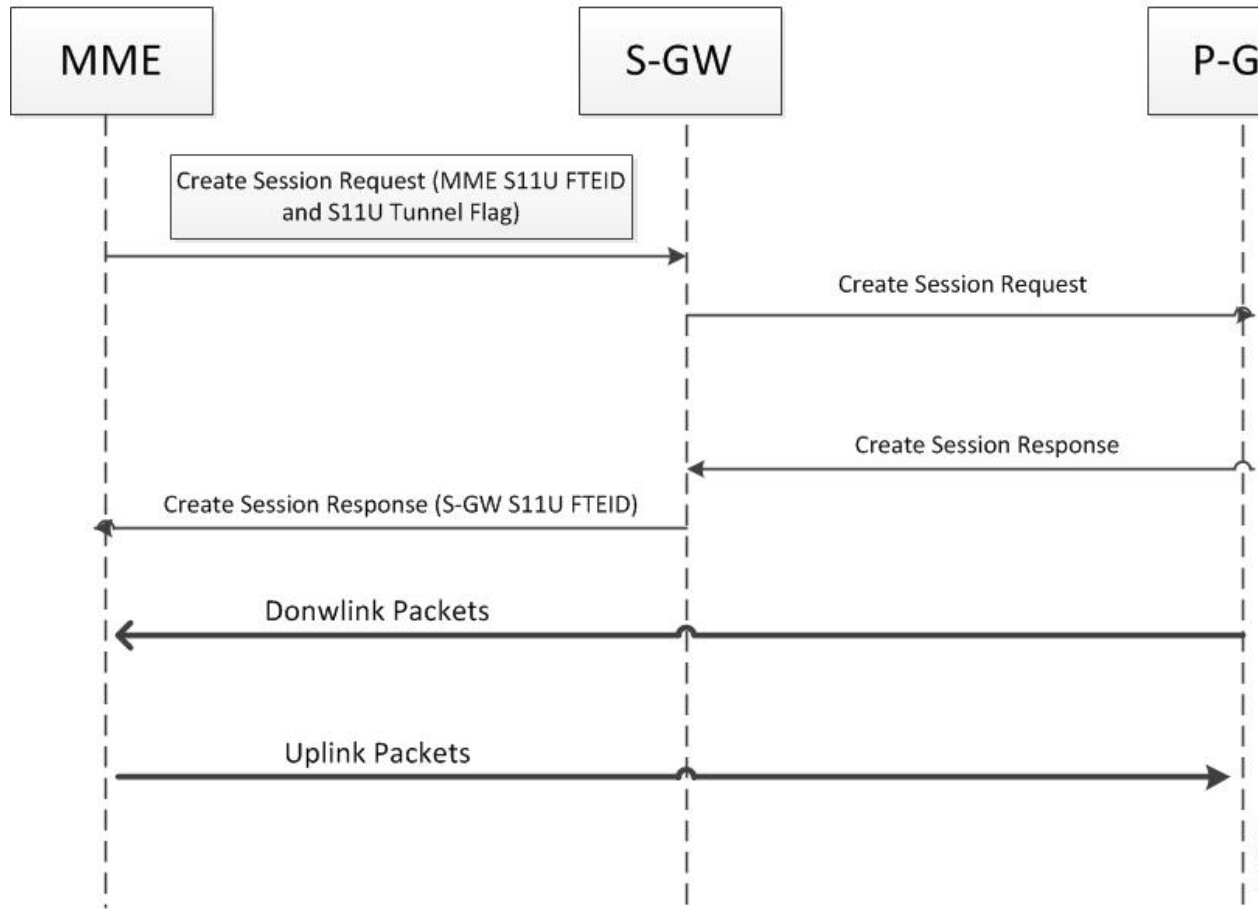 MME
S-GW
P-G
Create Session Request (MME S11U FTEID
and S11U Tunnel Flag)
Create Session Request
Create Session Response
Create Session Response (S-GW S11U FTEID)
Donwlink Packets
Uplink Packets